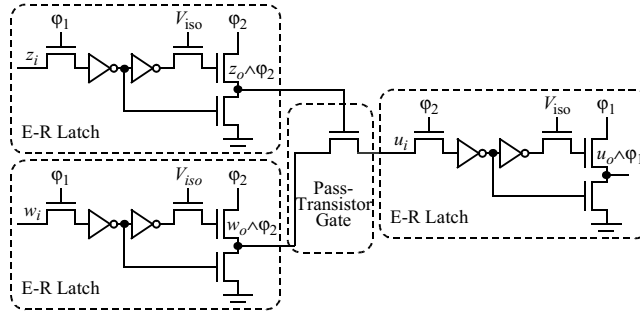 φ1 Viso φ2
zi zo∧φ2
E-R Latch
φ1 Viso φ2
wi wo∧φ2
E-R Latch
Pass-
Transistor
Gate
φ2 Viso φ1
ui uo∧φ1
E-R Latch